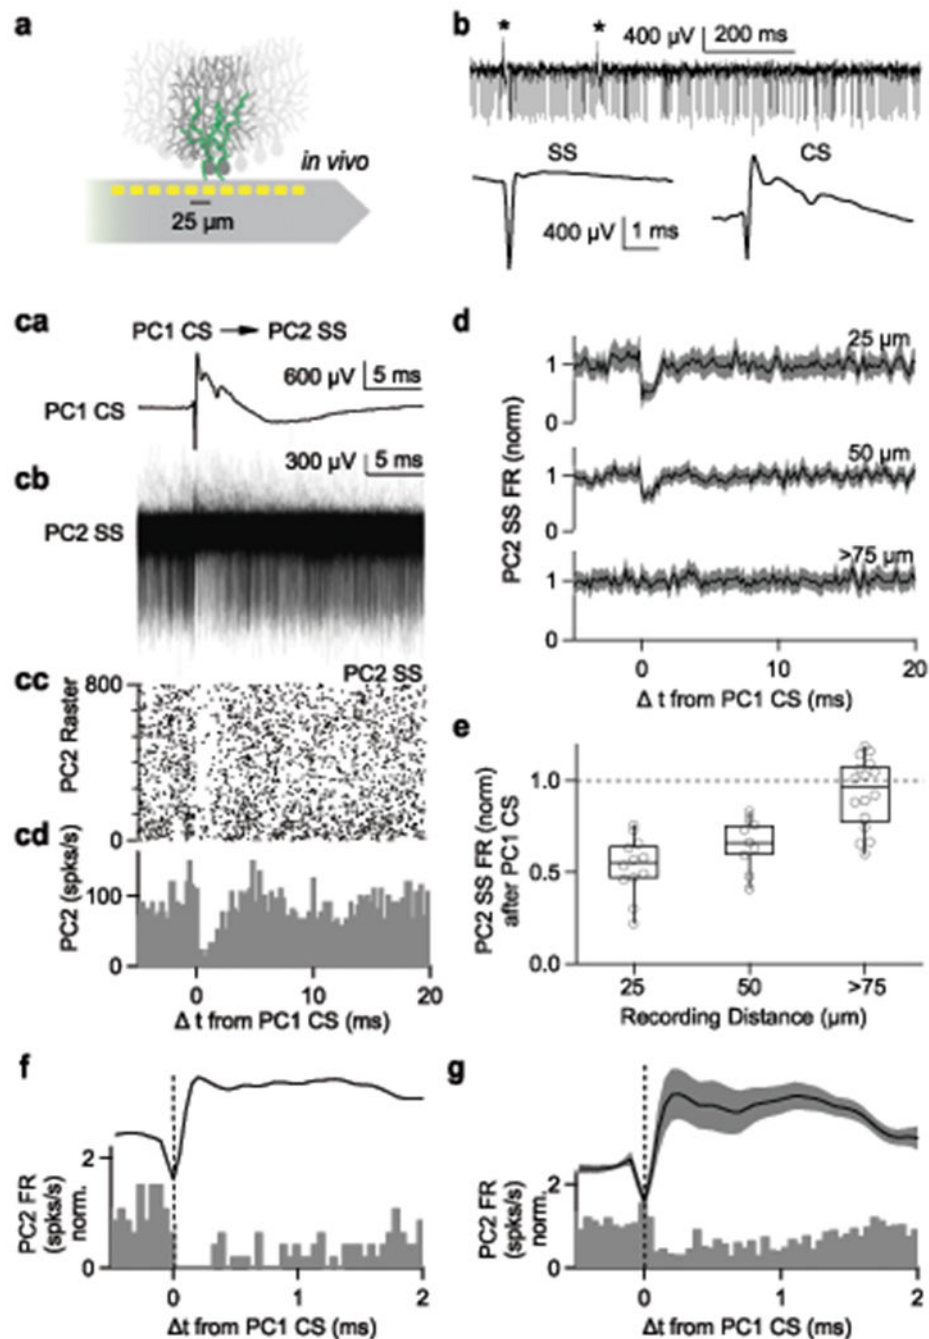 a
in vivo
25 µm
b
* *
400 µV 200 ms
SS CS
400 µV 1 ms
ca
PC1 CS → PC2 SS
600 µV 5 ms
PC1 CS
300 µV 5 ms
cb
PC2 SS
cc
PC2 SS
800
PC2 Raster
0
cd
PC2 (spks/s)
100
0
0 10 20
Δ t from PC1 CS (ms)
d
25 µm
1
0
50 µm
1
0
>75 µm
1
0
PC2 SS FR (norm)
0 10 20
Δ t from PC1 CS (ms)
e
PC2 SS FR (norm)
after PC1 CS
1.0
0.5
0.0
25 50 >75
Recording Distance (µm)
f
PC2 FR
(spks/s)
norm.
2
0
0 1 2
Δt from PC1 CS (ms)
g
PC2 FR
(spks/s)
norm.
2
0
0 1 2
Δt from PC1 CS (ms)